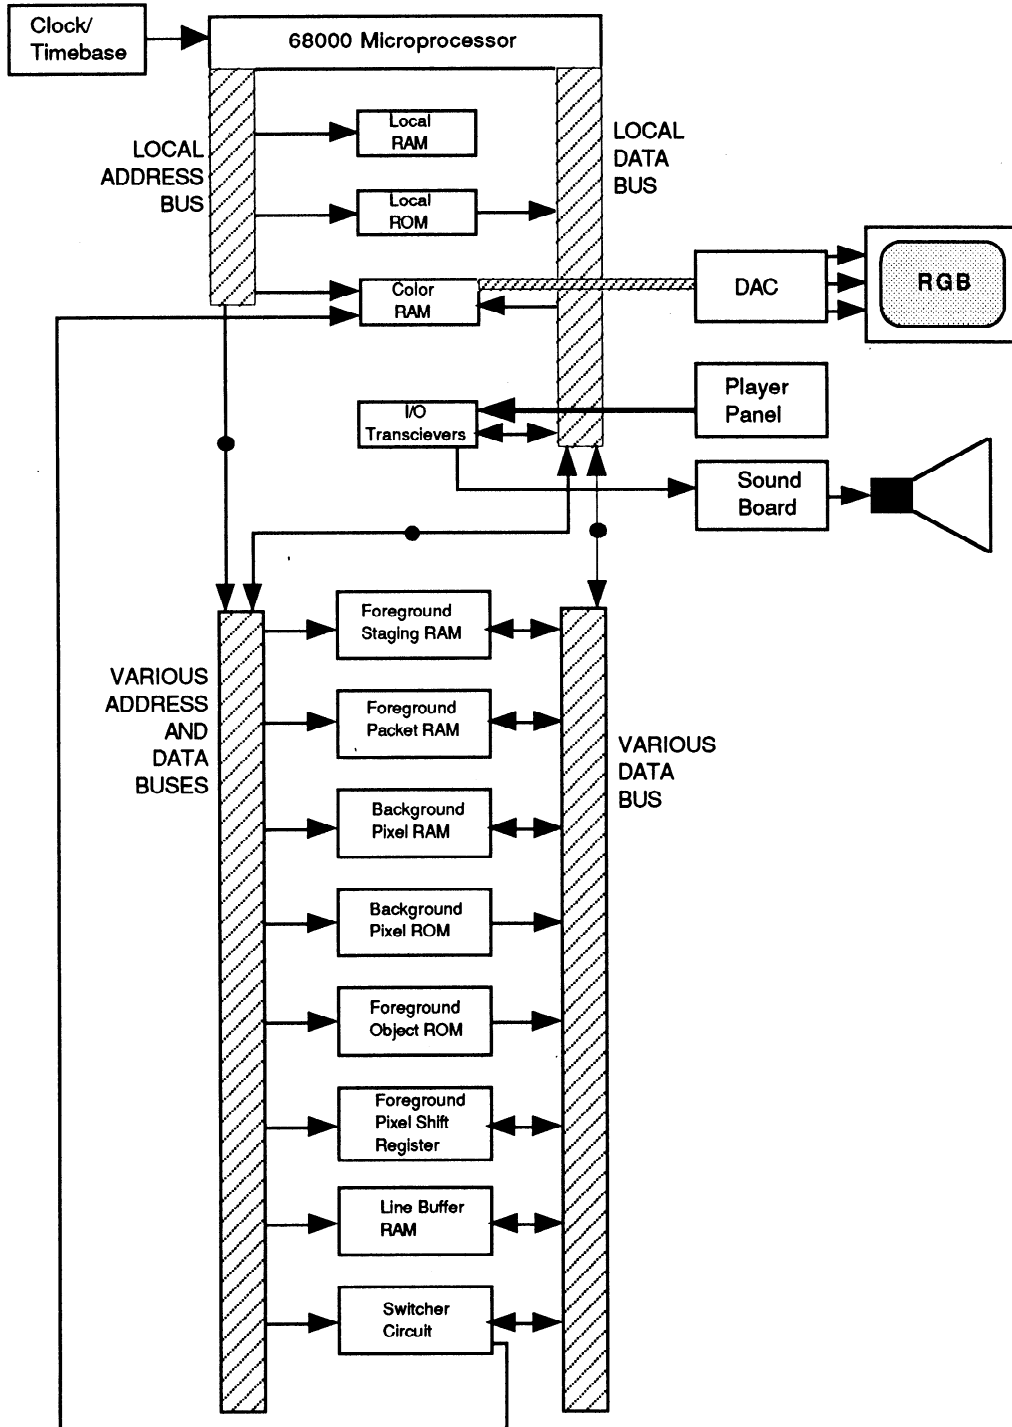 Clock/
Timebase
68000 Microprocessor
LOCAL
ADDRESS
BUS
Local
RAM
LOCAL
DATA
BUS
Local
ROM
Color
RAM
DAC
RGB
I/O
Transcievers
Player
Panel
Sound
Board
VARIOUS
ADDRESS
AND
DATA
BUSES
Foreground
Staging RAM
Foreground
Packet RAM
VARIOUS
DATA
BUS
Background
Pixel RAM
Background
Pixel ROM
Foreground
Object ROM
Foreground
Pixel Shift
Register
Line Buffer
RAM
Switcher
Circuit